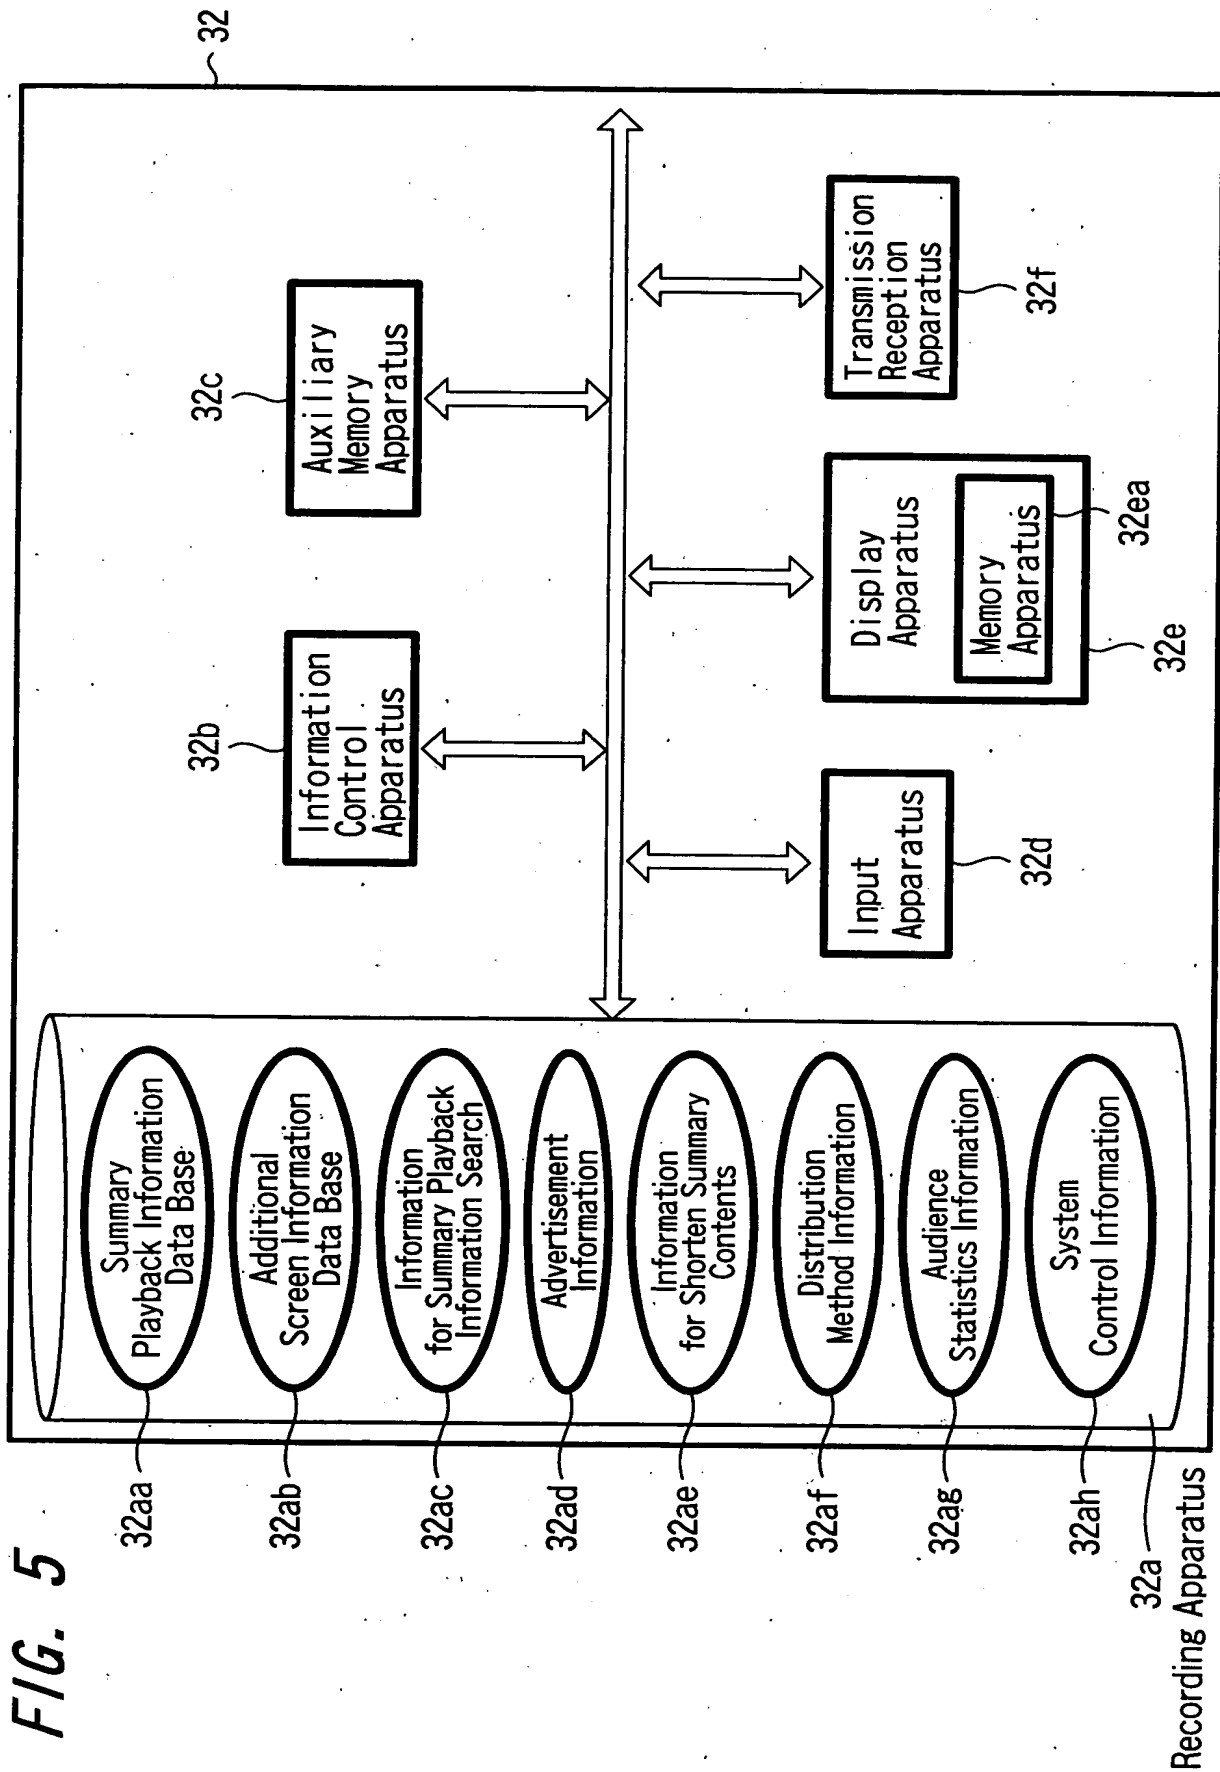 FIG. 5
32
32aa
Summary
Playback Information
Data Base
32ab
Additional
Screen Information
Data Base
32ac
Information
for Summary Playback
Information Search
32ad
Advertisement
Information
32ae
Information
for Shorten Summary
Contents
32af
Distribution
Method Information
32ag
Audience
Statistics Information
32ah
System
Control Information
32a
Recording Apparatus
32b
Information
Control
Apparatus
32c
Auxiliary
Memory
Apparatus
Input
Apparatus
32d
Display
Apparatus
Memory
Apparatus
32ea
32e
Transmission
Reception
Apparatus
32f